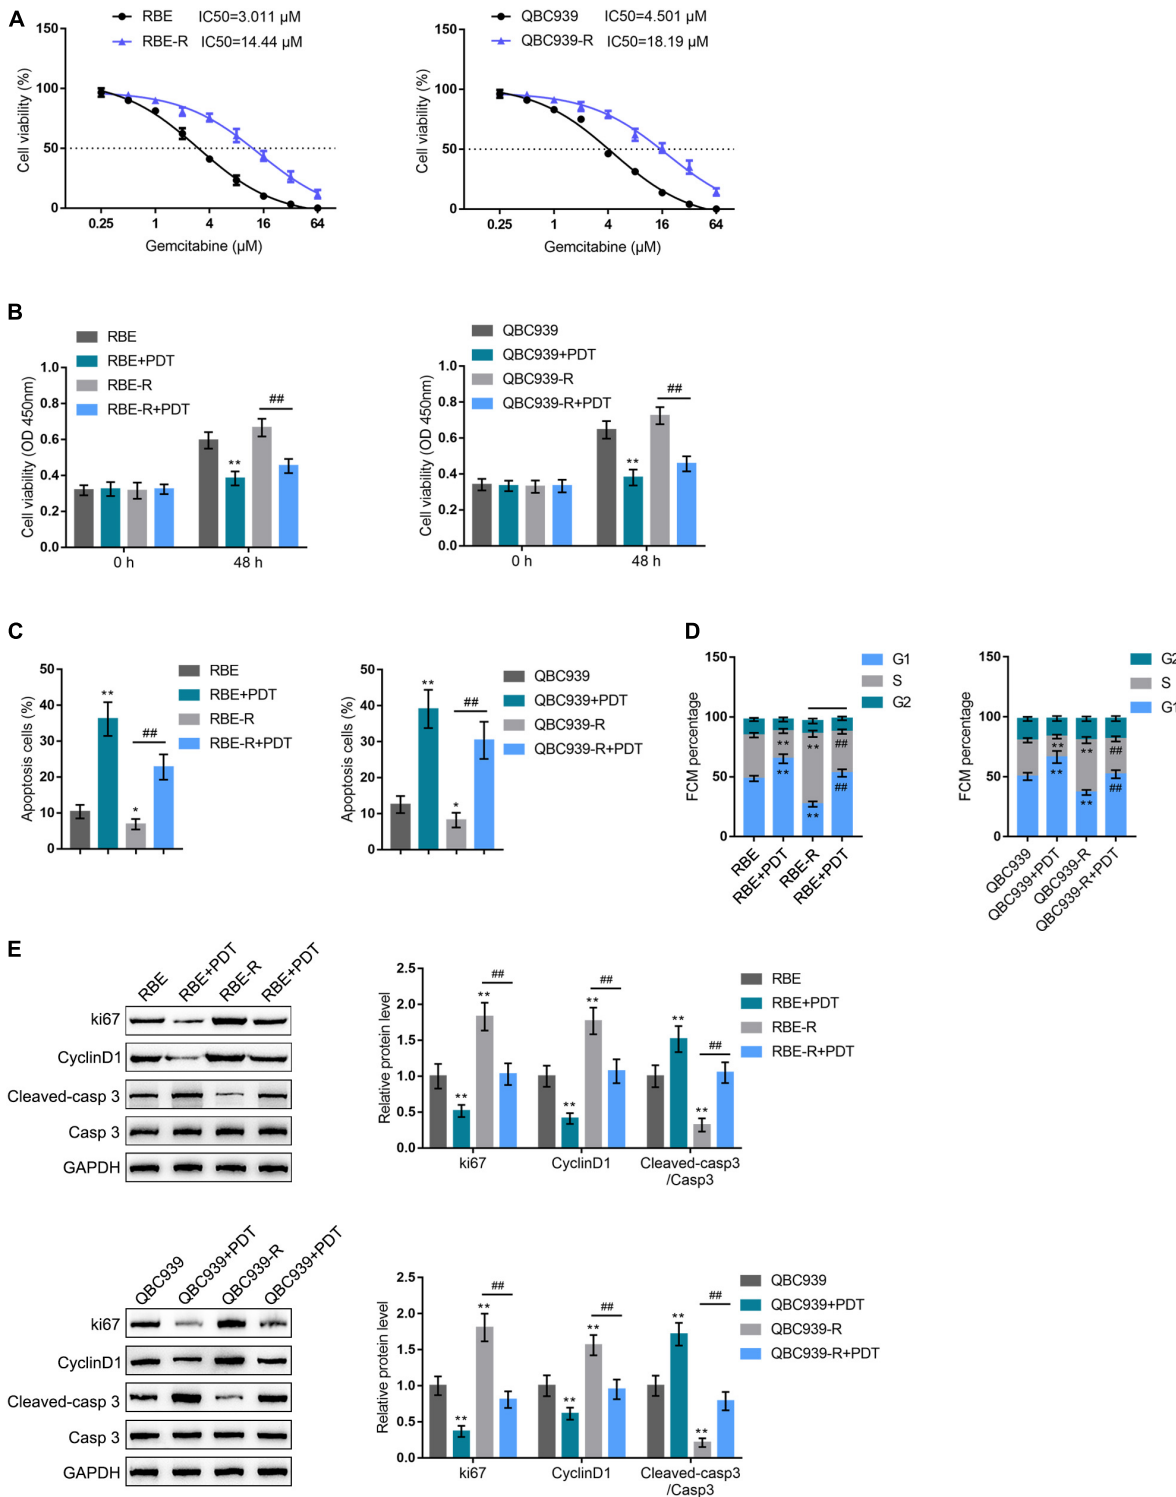 A
RBE IC50=3.011 μM
RBE-R IC50=14.44 μM
Cell viability (%)
150
100
50
0
0.25 1 4 16 64
Gemcitabine (μM)
QBC939 IC50=4.501 μM
QBC939-R IC50=18.19 μM
Cell viability (%)
150
100
50
0
0.25 1 4 16 64
Gemcitabine (μM)
B
RBE
RBE+PDT
RBE-R
RBE-R+PDT
Cell viability (OD 450nm)
1.0
0.8
0.6
0.4
0.2
0.0
**
##
0 h 48 h
QBC939
QBC939+PDT
QBC939-R
QBC939-R+PDT
Cell viability (OD 450nm)
1.0
0.8
0.6
0.4
0.2
0.0
**
##
0 h 48 h
C
Apoptosis cells (%)
50
40
30
20
10
0
**
*
##
RBE
RBE+PDT
RBE-R
RBE-R+PDT
Apoptosis cells (%)
50
40
30
20
10
0
**
*
##
QBC939
QBC939+PDT
QBC939-R
QBC939-R+PDT
D
FCM percentage
150
100
50
0
** ** ##
** ** ##
G1
S
G2
RBE RBE+PDT RBE-R RBE+PDT
FCM percentage
150
100
50
0
** ** ##
** ** ##
G2
S
G1
QBC939 QBC939+PDT QBC939-R QBC939-R+PDT
E
RBE RBE+PDT RBE-R RBE+PDT
ki67
CyclinD1
Cleaved-casp 3
Casp 3
GAPDH
Relative protein level
2.5
2.0
1.5
1.0
0.5
0.0
** ** ##
** ** ##
** ** ##
ki67 CyclinD1 Cleaved-casp3
/Casp3
RBE
RBE+PDT
RBE-R
RBE-R+PDT
QBC939 QBC939+PDT QBC939-R QBC939+PDT
ki67
CyclinD1
Cleaved-casp 3
Casp 3
GAPDH
Relative protein level
2.5
2.0
1.5
1.0
0.5
0.0
** ** ##
** ** ##
** ** ##
ki67 CyclinD1 Cleaved-casp3
/Casp3
QBC939
QBC939+PDT
QBC939-R
QBC939-R+PDT